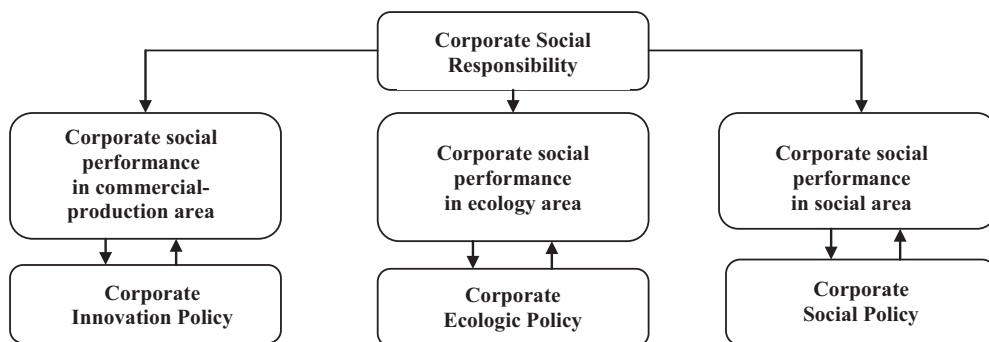 Corporate Social
Responsibility
Corporate social
performance
in commercial-
production area
Corporate social
performance
in ecology area
Corporate social
performance
in social area
Corporate
Innovation Policy
Corporate
Ecologic Policy
Corporate
Social Policy